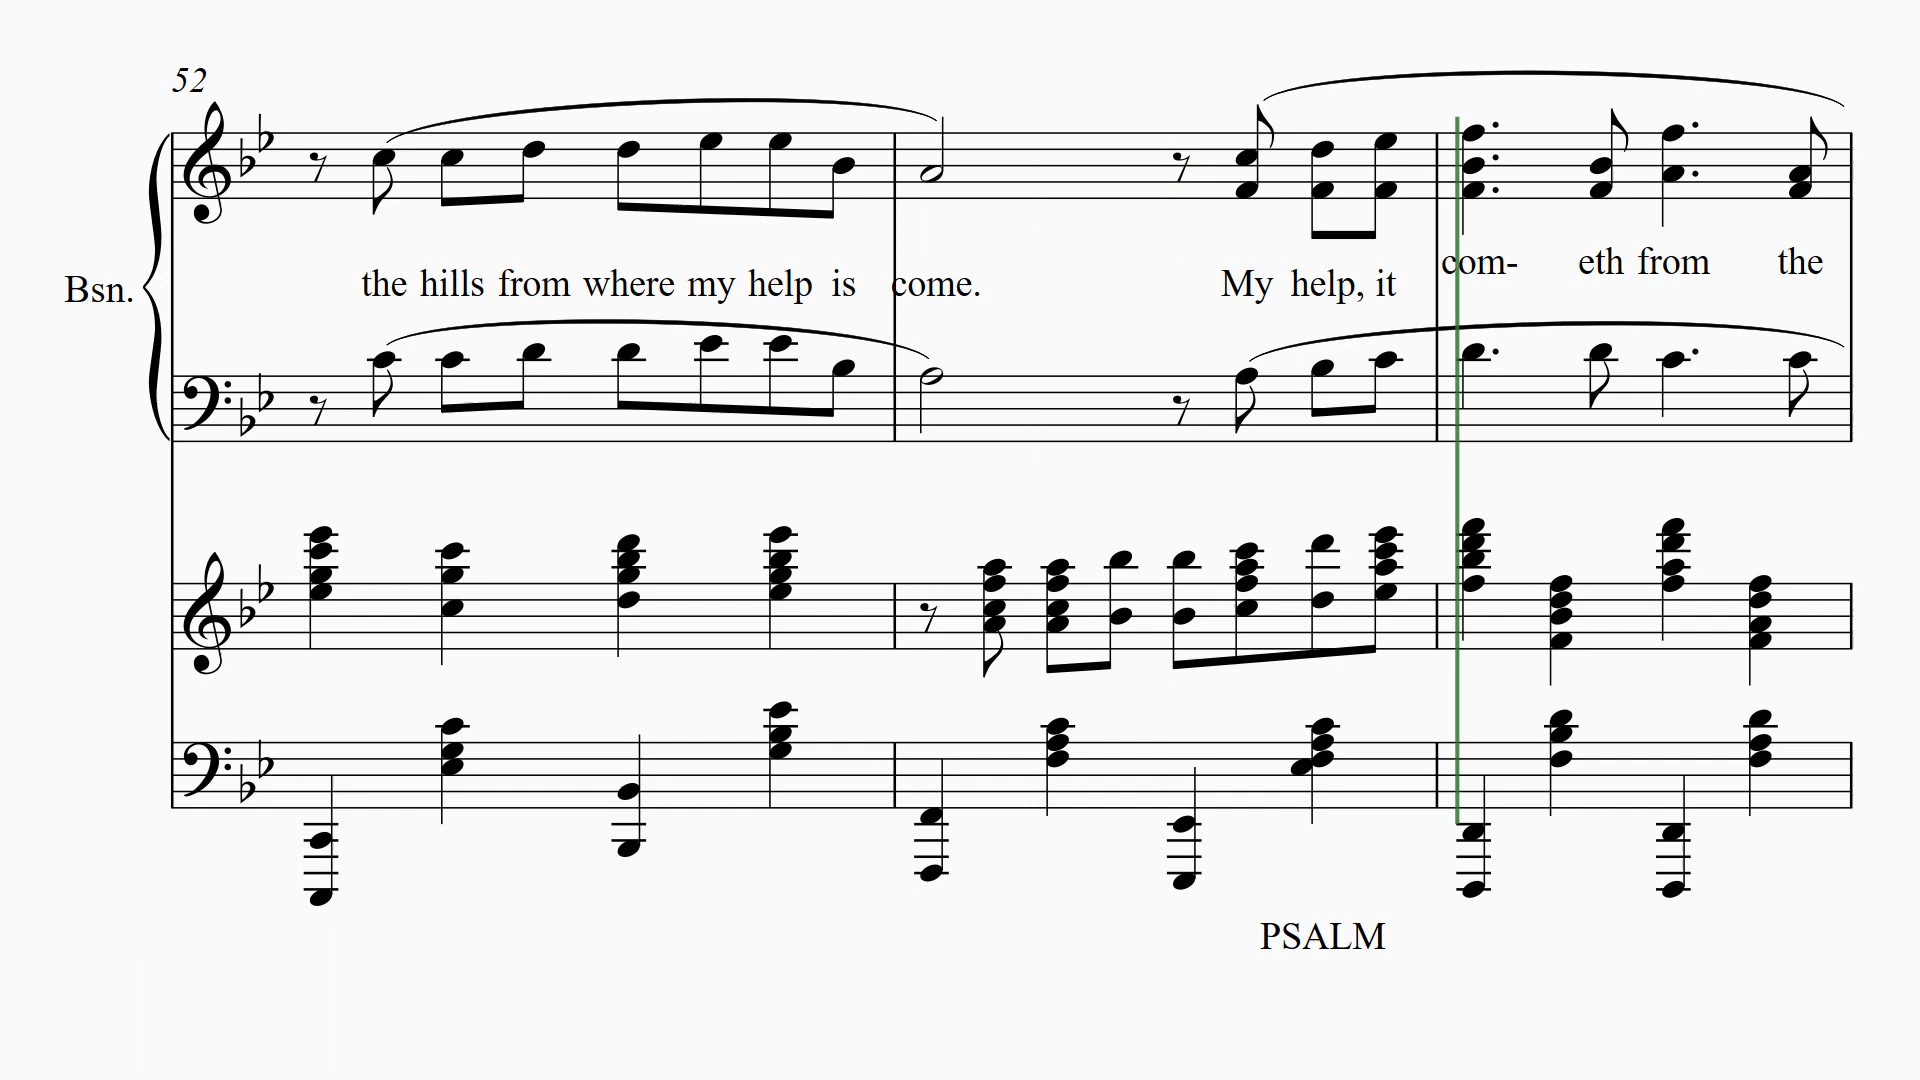 52
Bsn.
the hills from where my help is come. My help, it com- eth from the
PSALM